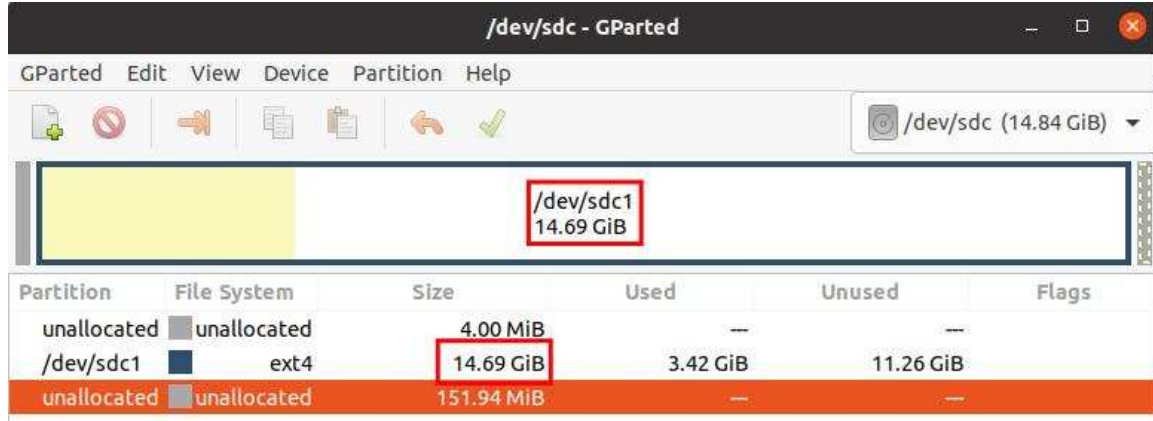 /dev/sdc - GParted
GParted Edit View Device Partition Help
/dev/sdc (14.84 GiB)
/dev/sdc1
14.69 GiB
Partition File System Size Used Unused Flags
unallocated unallocated 4.00 MiB --- ---
/dev/sdc1 ext4 14.69 GiB 3.42 GiB 11.26 GiB
unallocated unallocated 151.94 MiB --- ---